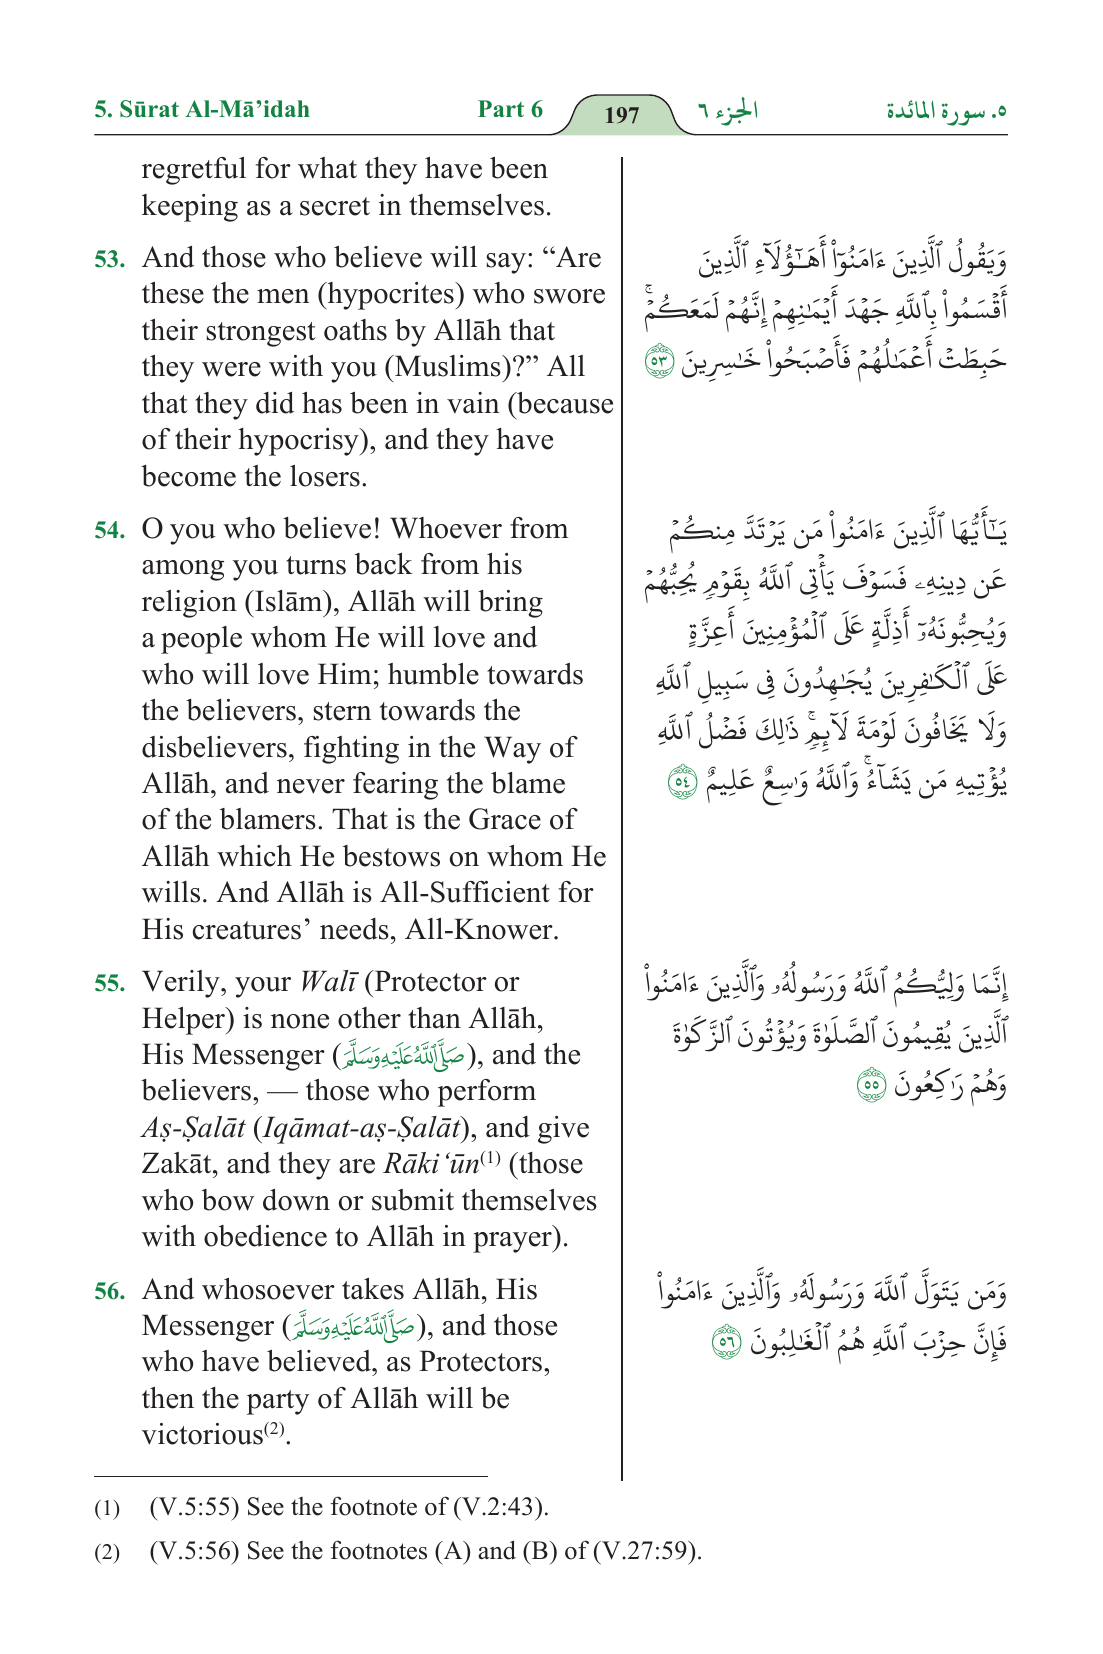 5. Sūrat Al-Mā’idah Part 6 197 الجزء ٦ ٥. سورة المائدة
regretful for what they have been
keeping as a secret in themselves.
53. And those who believe will say: “Are
these the men (hypocrites) who swore
their strongest oaths by Allāh that
they were with you (Muslims)?” All
that they did has been in vain (because
of their hypocrisy), and they have
become the losers.
وَيَقُولُ ٱلَّذِينَ ءَامَنُوٓا۟ أَهَـٰٓؤُلَآءِ ٱلَّذِينَ
أَقۡسَمُوا۟ بِٱللَّهِ جَهۡدَ أَيۡمَـٰنِهِمۡ إِنَّهُمۡ لَمَعَكُمۡۚ
حَبِطَتۡ أَعۡمَـٰلُهُمۡ فَأَصۡبَحُوا۟ خَـٰسِرِينَ ٥٣
54. O you who believe! Whoever from
among you turns back from his
religion (Islām), Allāh will bring
a people whom He will love and
who will love Him; humble towards
the believers, stern towards the
disbelievers, fighting in the Way of
Allāh, and never fearing the blame
of the blamers. That is the Grace of
Allāh which He bestows on whom He
wills. And Allāh is All-Sufficient for
His creatures’ needs, All-Knower.
يَـٰٓأَيُّهَا ٱلَّذِينَ ءَامَنُوا۟ مَن يَرۡتَدَّ مِنكُمۡ
عَن دِينِهِۦ فَسَوۡفَ يَأۡتِى ٱللَّهُ بِقَوۡمٍ يُحِبُّهُمۡ
وَيُحِبُّونَهُۥٓ أَذِلَّةٍ عَلَى ٱلۡمُؤۡمِنِينَ أَعِزَّةٍ
عَلَى ٱلۡكَـٰفِرِينَ يُجَـٰهِدُونَ فِى سَبِيلِ ٱللَّهِ
وَلَا يَخَافُونَ لَوۡمَةَ لَآئِمٍۚ ذَٰلِكَ فَضۡلُ ٱللَّهِ
يُؤۡتِيهِ مَن يَشَآءُۚ وَٱللَّهُ وَٰسِعٌ عَلِيمٌ ٥٤
55. Verily, your Walī (Protector or
Helper) is none other than Allāh,
His Messenger (صَلَّى ٱللَّهُ عَلَيْهِ وَسَلَّمَ), and the
believers, — those who perform
Aṣ-Ṣalāt (Iqāmat-aṣ-Ṣalāt), and give
Zakāt, and they are Rāki‘ūn(1) (those
who bow down or submit themselves
with obedience to Allāh in prayer).
إِنَّمَا وَلِيُّكُمُ ٱللَّهُ وَرَسُولُهُۥ وَٱلَّذِينَ ءَامَنُوا۟
ٱلَّذِينَ يُقِيمُونَ ٱلصَّلَوٰةَ وَيُؤۡتُونَ ٱلزَّكَوٰةَ
وَهُمۡ رَٰكِعُونَ ٥٥
56. And whosoever takes Allāh, His
Messenger (صَلَّى ٱللَّهُ عَلَيْهِ وَسَلَّمَ), and those
who have believed, as Protectors,
then the party of Allāh will be
victorious(2).
وَمَن يَتَوَلَّ ٱللَّهَ وَرَسُولَهُۥ وَٱلَّذِينَ ءَامَنُوا۟
فَإِنَّ حِزۡبَ ٱللَّهِ هُمُ ٱلۡغَـٰلِبُونَ ٥٦
(1) (V.5:55) See the footnote of (V.2:43).
(2) (V.5:56) See the footnotes (A) and (B) of (V.27:59).